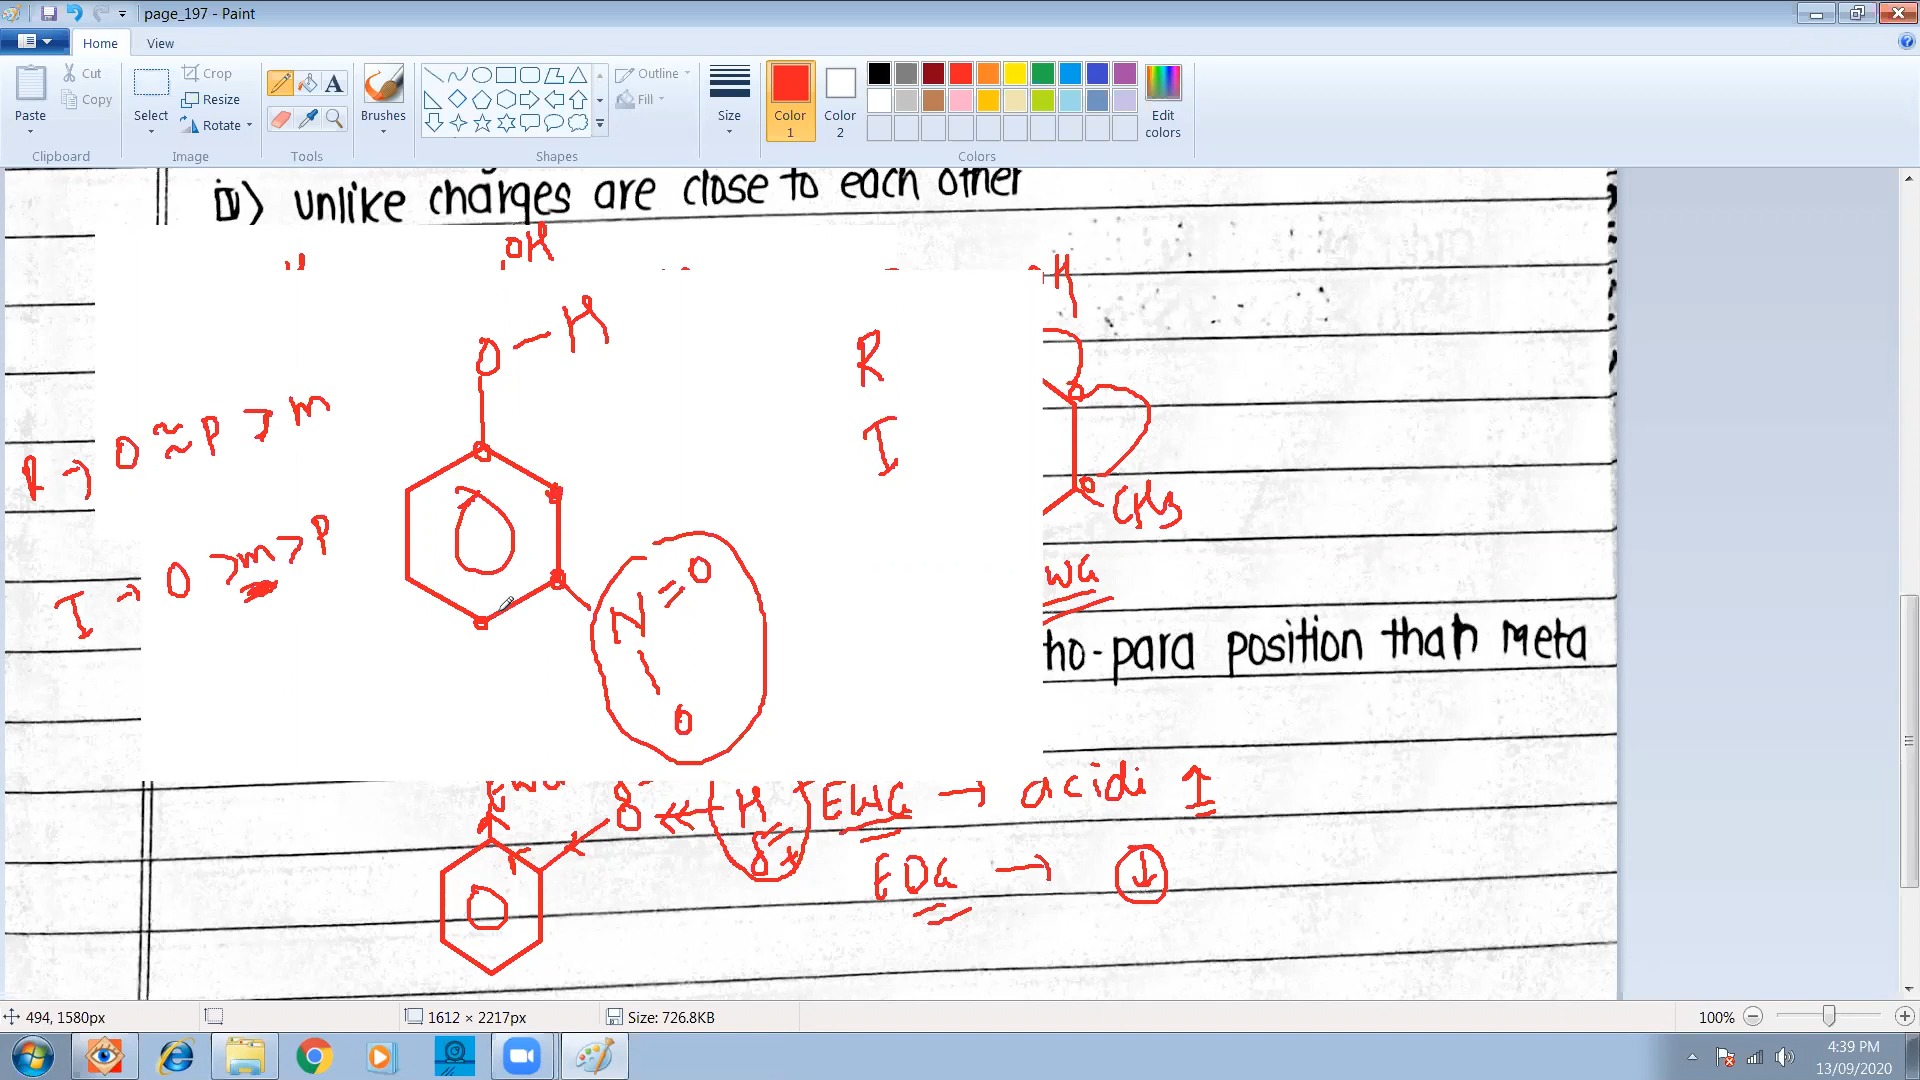 page_197 - Paint
Home
View
Paste
Cut
Copy
Clipboard
Select
Crop
Resize
Rotate
Image
Tools
Brushes
Shapes
Outline
Fill
Size
Color 1
Color 2
Edit colors
Colors
iv) unlike charges are close to each other
OH
H
O - H
R
I
R → O ≈ P > m
I → O > m > P
CH3
N = O
O
WG
ho-para position than meta
EWG → acidi ↑
H
δ+
EDG → ↓
494, 1580px
1612 × 2217px
Size: 726.8KB
100%
4:39 PM
13/09/2020